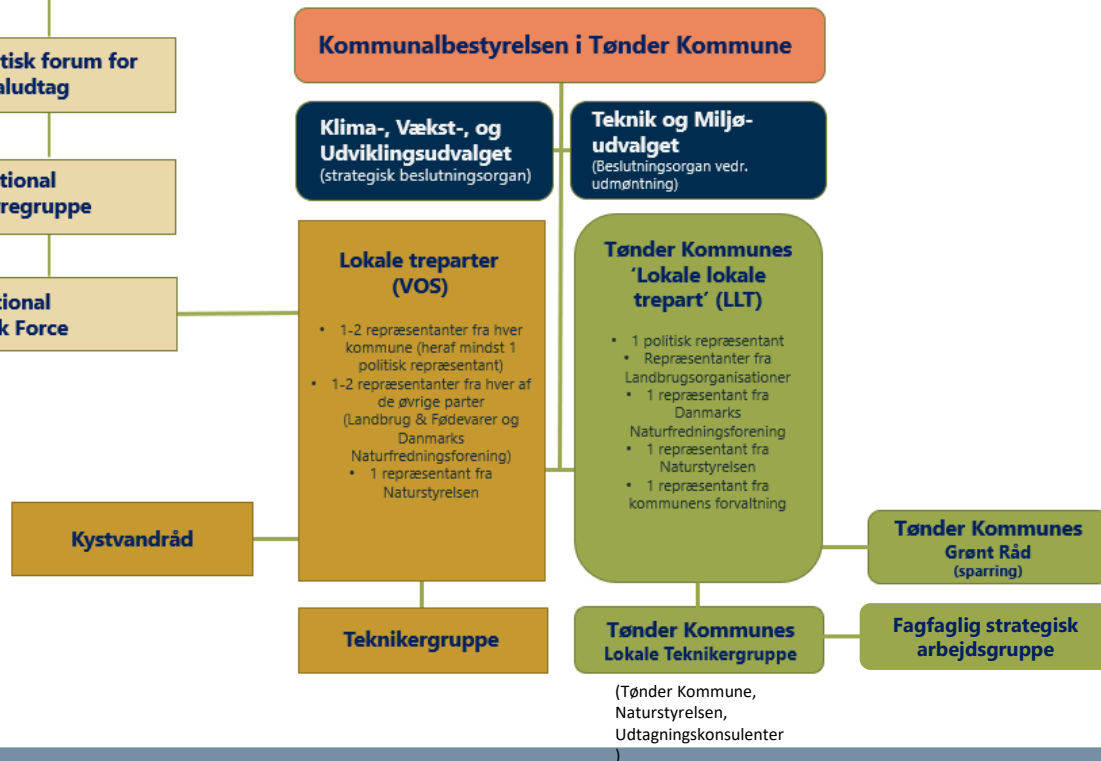 Kommunalbestyrelsen i Tønder Kommune
tisk forum for
aludtag
tional
regruppe
tional
k Force
Klima-, Vækst-, og
Udviklingsudvalget
(strategisk beslutningsorgan)
Teknik og Miljø-
udvalget
(Beslutningsorgan vedr.
udmøntning)
Lokale treparter
(VOS)
• 1-2 repræsentanter fra hver
kommune (heraf mindst 1
politisk repræsentant)
• 1-2 repræsentanter fra hver af
de øvrige parter
(Landbrug & Fødevarer og
Danmarks
Naturfredningsforening)
• 1 repræsentant fra
Naturstyrelsen
Tønder Kommunes
‘Lokale lokale
trepart’ (LLT)
• 1 politisk repræsentant
• Repræsentanter fra
Landbrugsorganisationer
• 1 repræsentant fra
Danmarks
Naturfredningsforening
• 1 repræsentant fra
Naturstyrelsen
• 1 repræsentant fra
kommunens forvaltning
Kystvandråd
Tønder Kommunes
Grønt Råd
(sparring)
Teknikergruppe
Tønder Kommunes
Lokale Teknikergruppe
Fagfaglig strategisk
arbejdsgruppe
(Tønder Kommune,
Naturstyrelsen,
Udtagningskonsulenter
)